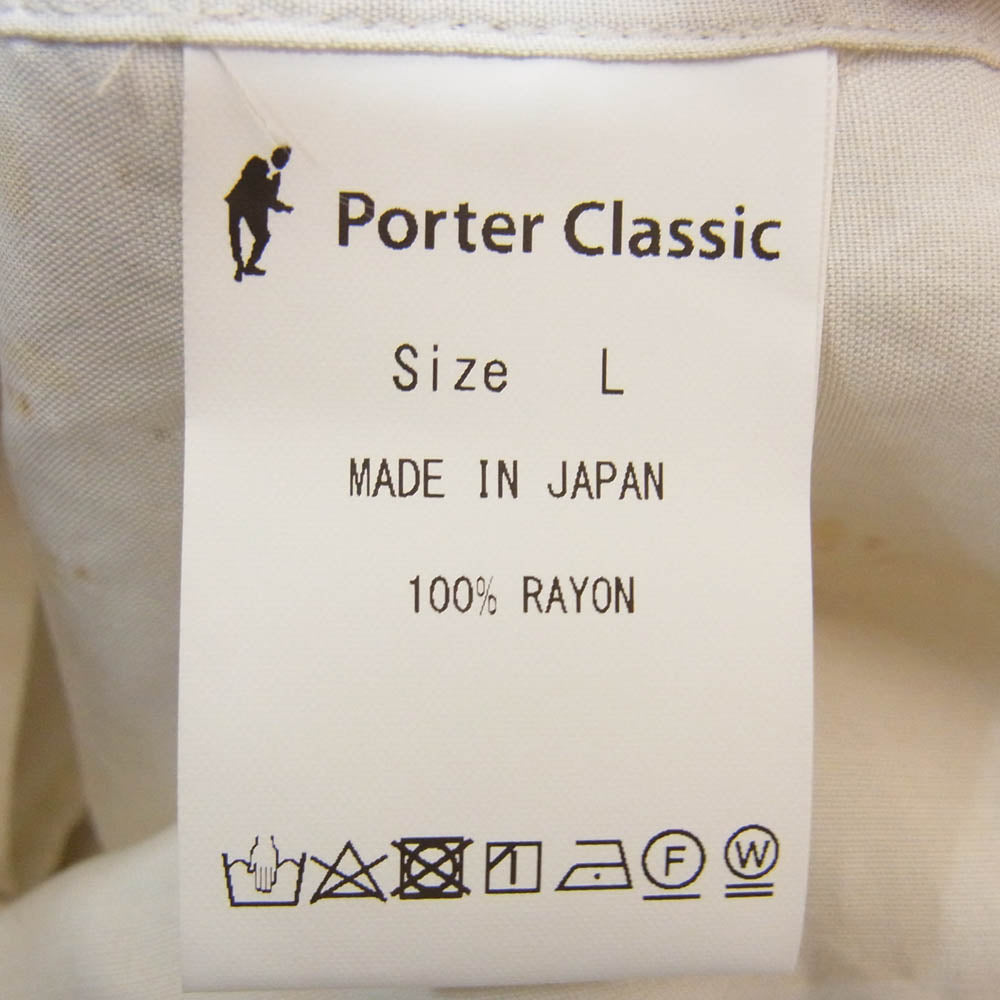 Porter Classic
Size L
MADE IN JAPAN
100% RAYON
F W